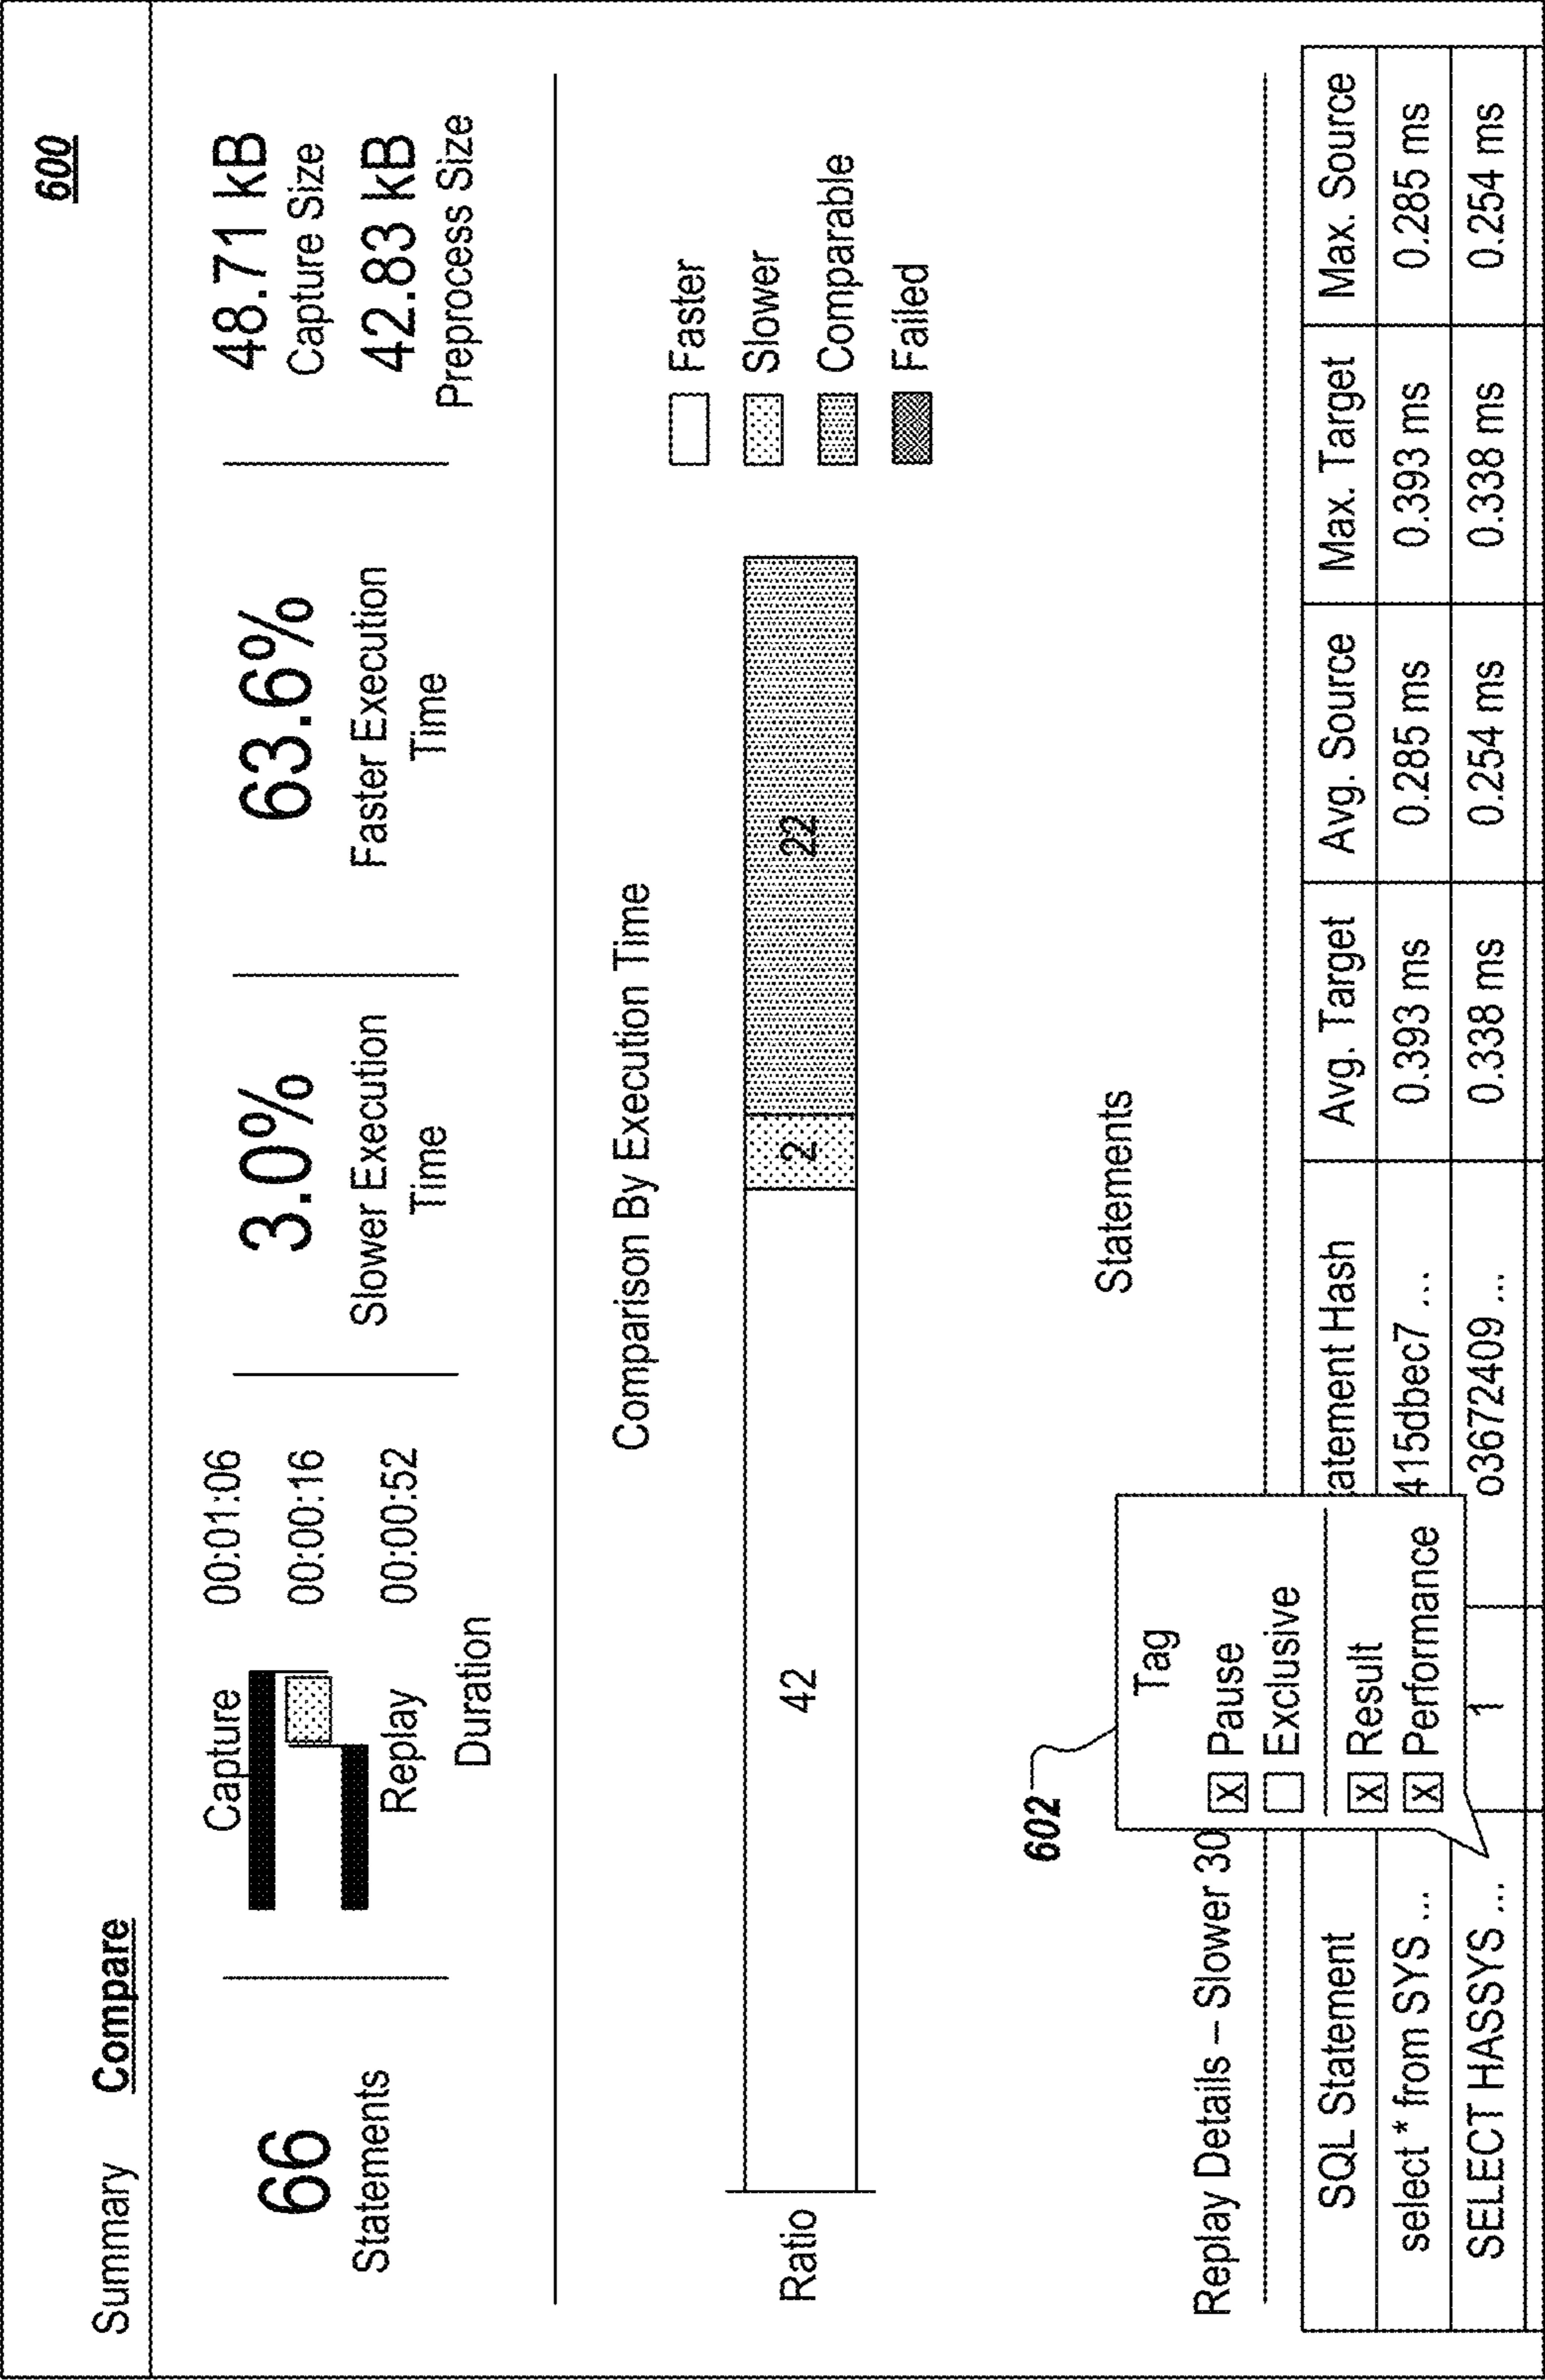 600
Summary Compare
66
Statements
Capture 00:01:06
00:00:16
Replay 00:00:52
Duration
3.0%
Slower Execution
Time
63.6%
Faster Execution
Time
48.71 kB
Capture Size
42.83 kB
Preprocess Size
Comparison By Execution Time
Ratio 42 2 22
Faster
Slower
Comparable
Failed
Statements
602
Tag
X Pause
Exclusive
X Result
X Performance
Replay Details – Slower 30
SQL Statement atement Hash Avg. Target Avg. Source Max. Target Max. Source
select * from SYS ... 415dbec7 ... 0.393 ms 0.285 ms 0.393 ms 0.285 ms
SELECT HASSYS ... 1 o3672409 ... 0.338 ms 0.254 ms 0.338 ms 0.254 ms